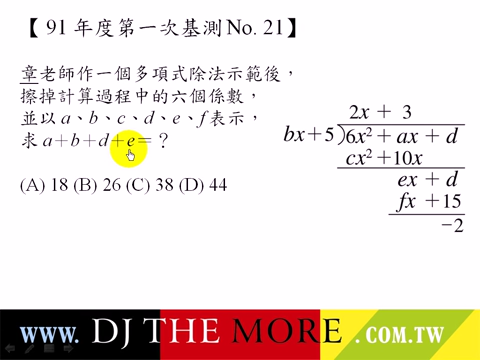 【 91 年度第一次基測 No. 21】
章老師作一個多項式除法示範後，
擦掉計算過程中的六個係數，
並以 a、b、c、d、e、f 表示，
求 a+b+d+e=？
(A) 18 (B) 26 (C) 38 (D) 44
2x + 3
bx+5)6x²+ax+d
cx²+10x
ex+d
fx+15
−2
WWW. DJ THE MORE .COM.TW